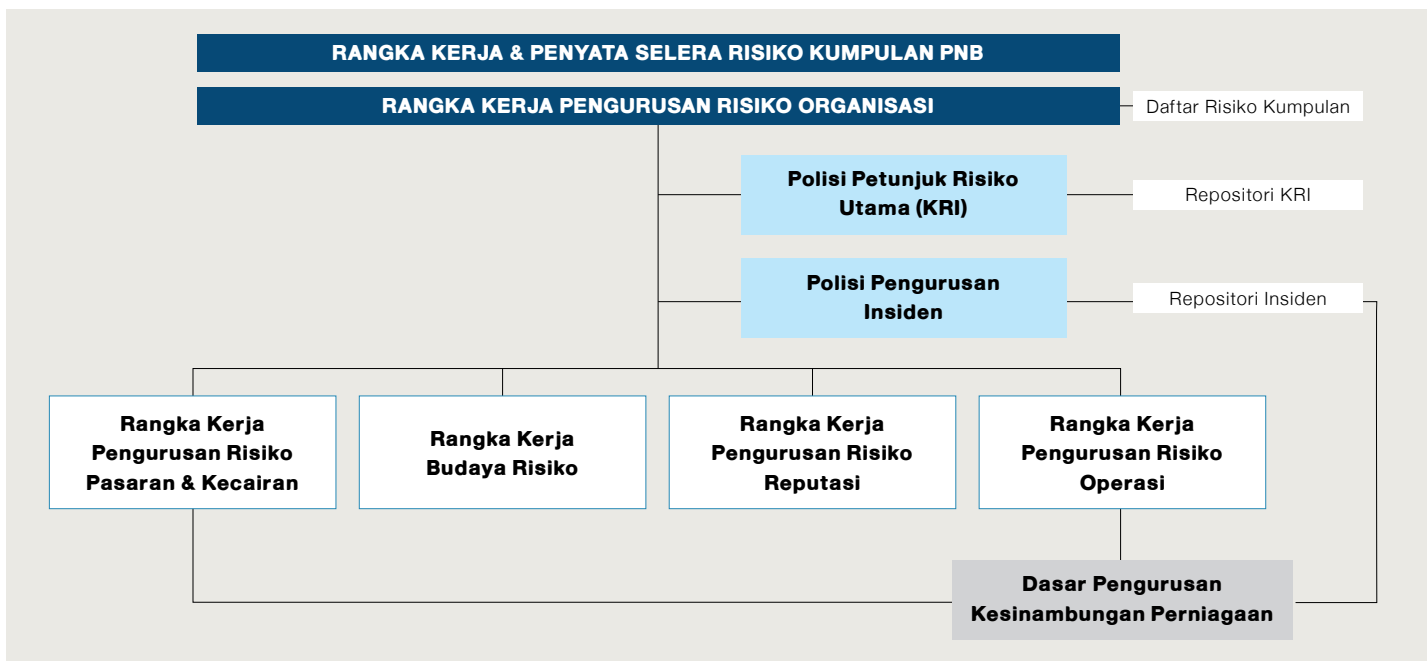 RANGKA KERJA & PENYATA SELERA RISIKO KUMPULAN PNB
RANGKA KERJA PENGURUSAN RISIKO ORGANISASI
Daftar Risiko Kumpulan
Polisi Petunjuk Risiko
Utama (KRI)
Repositori KRI
Polisi Pengurusan
Insiden
Repositori Insiden
Rangka Kerja
Pengurusan Risiko
Pasaran & Kecairan
Rangka Kerja
Budaya Risiko
Rangka Kerja
Pengurusan Risiko
Reputasi
Rangka Kerja
Pengurusan Risiko
Operasi
Dasar Pengurusan
Kesinambungan Perniagaan